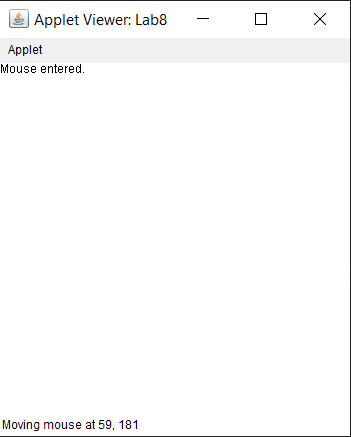 Applet Viewer: Lab8
Applet
Mouse entered.
Moving mouse at 59, 181